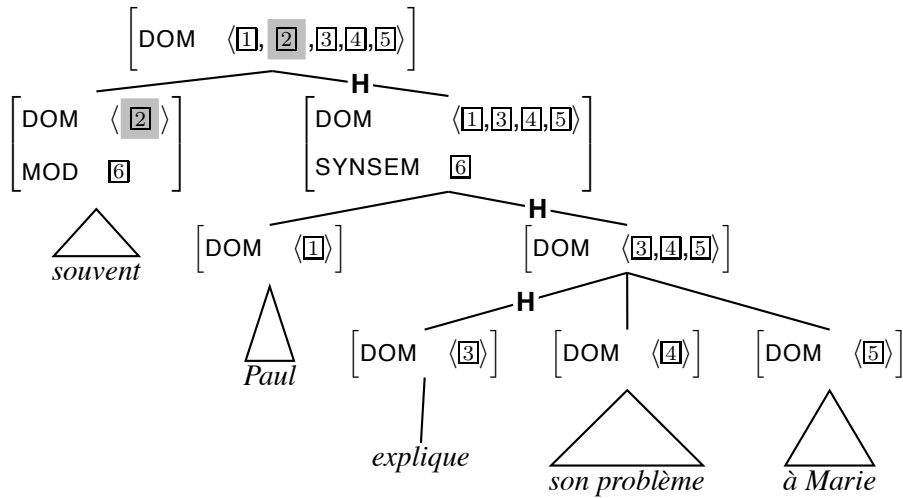 [DOM ⟨1, 2, 3, 4, 5⟩]
H
[DOM ⟨2⟩
MOD 6]
[DOM ⟨1,3,4,5⟩
SYNSEM 6]
H
souvent
[DOM ⟨1⟩]
[DOM ⟨3,4,5⟩]
H
Paul
[DOM ⟨3⟩]
[DOM ⟨4⟩]
[DOM ⟨5⟩]
explique
son problème
à Marie